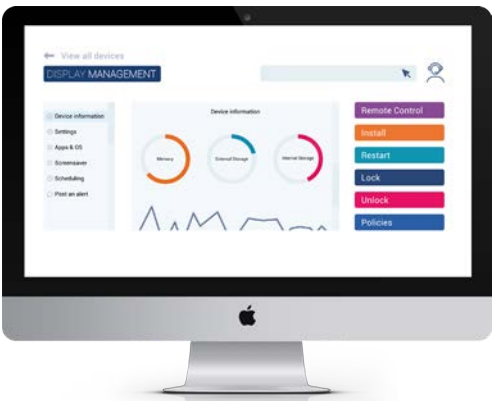 View all devices
DISPLAY MANAGEMENT
Device information
Settings
Apps & OS
Screensaver
Scheduling
Post an alert
Device information
Memory
External Storage
Internal Storage
Remote Control
Install
Restart
Lock
Unlock
Policies